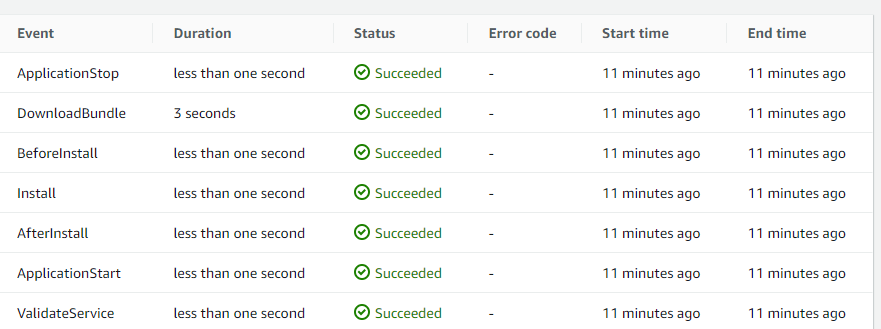 Event Duration Status Error code Start time End time
ApplicationStop less than one second Succeeded - 11 minutes ago 11 minutes ago
DownloadBundle 3 seconds Succeeded - 11 minutes ago 11 minutes ago
BeforeInstall less than one second Succeeded - 11 minutes ago 11 minutes ago
Install less than one second Succeeded - 11 minutes ago 11 minutes ago
AfterInstall less than one second Succeeded - 11 minutes ago 11 minutes ago
ApplicationStart less than one second Succeeded - 11 minutes ago 11 minutes ago
ValidateService less than one second Succeeded - 11 minutes ago 11 minutes ago